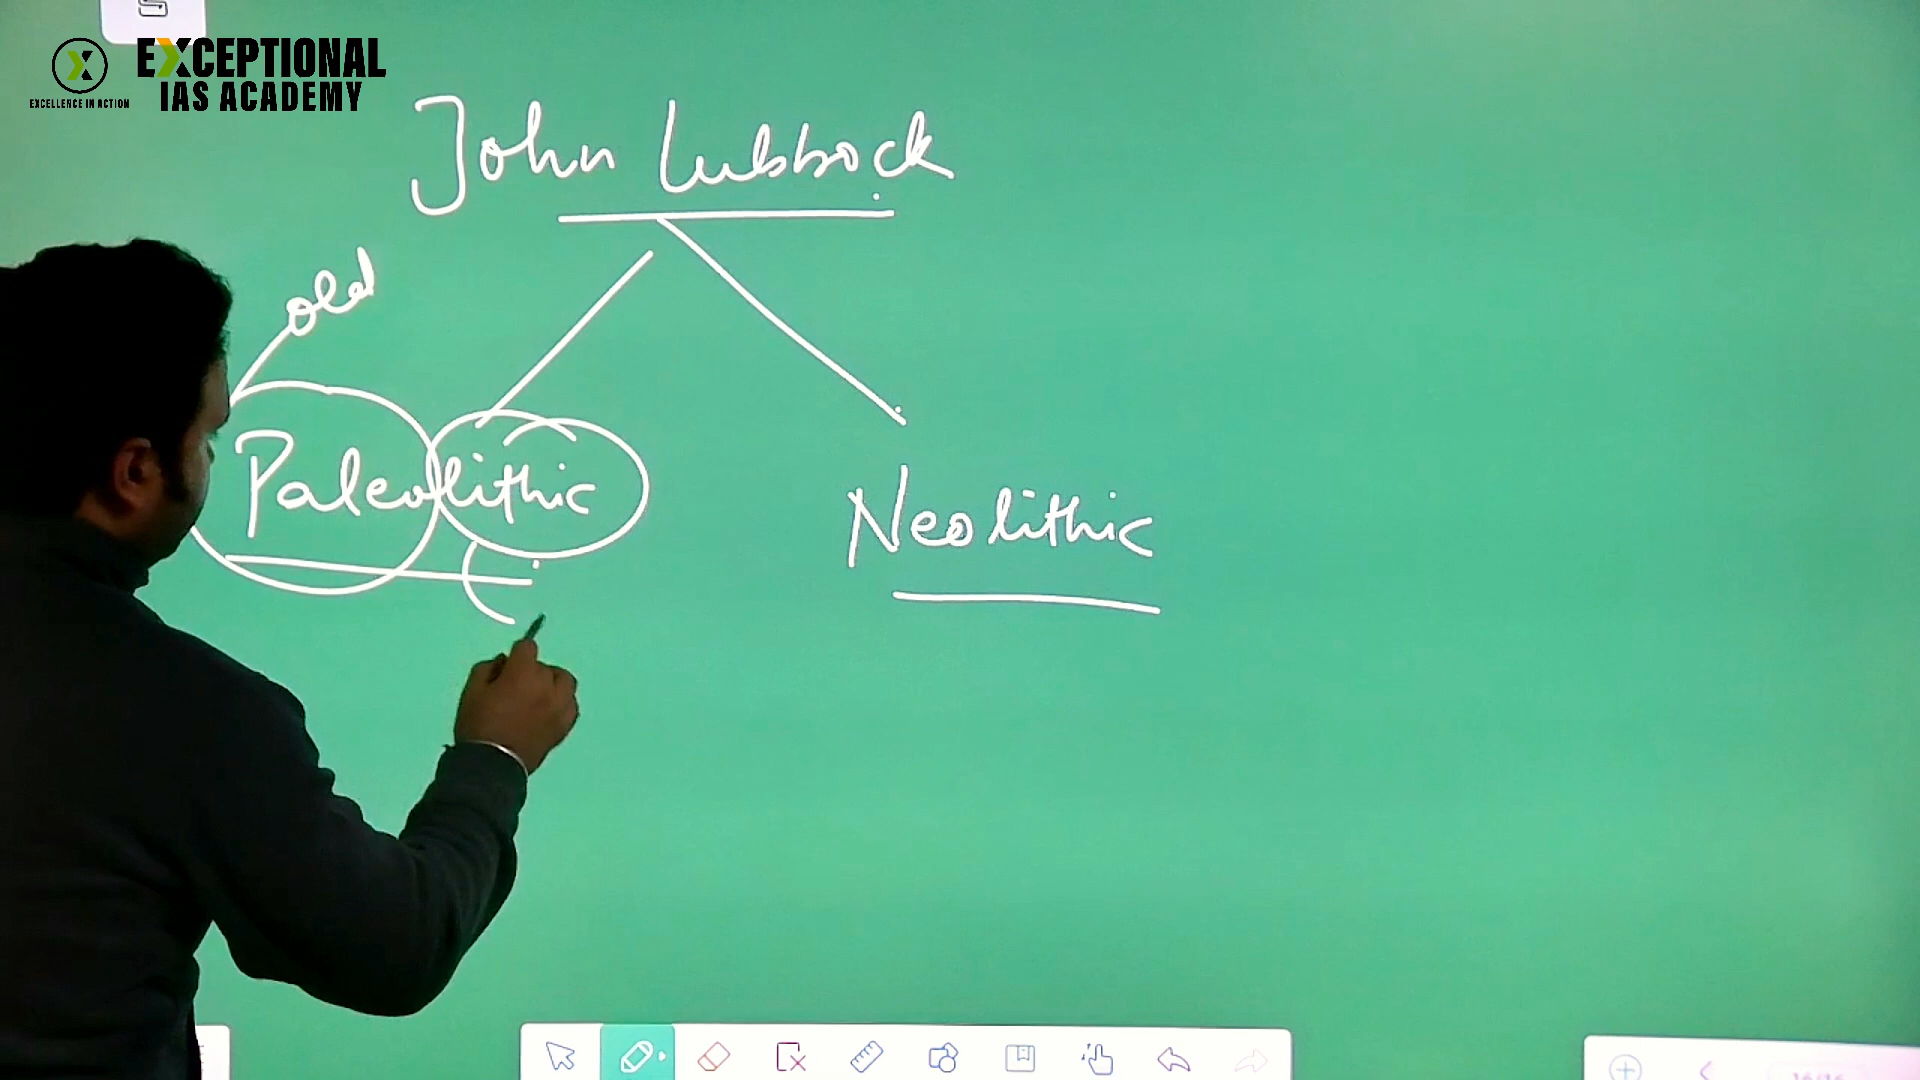 EXCEPTIONAL
IAS ACADEMY
EXCELLENCE IN ACTION
John Lubbock
old
Paleolithic
Neolithic